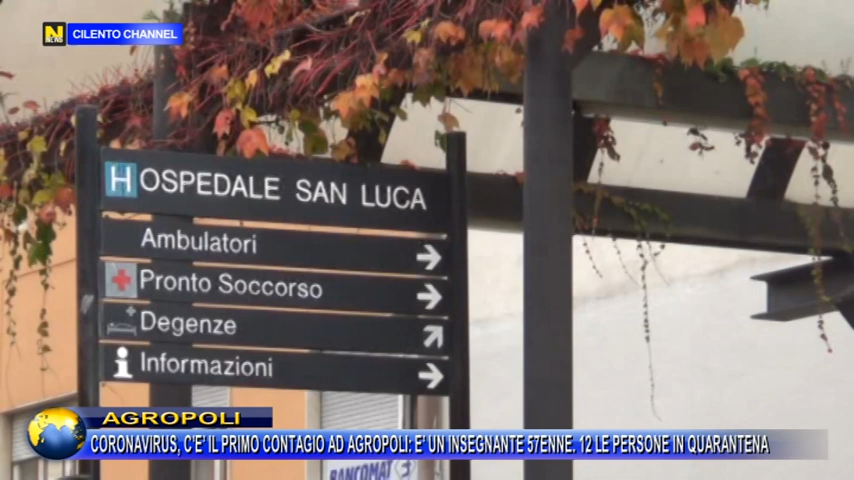 N
CILENTO CHANNEL
HOSPEDALE SAN LUCA
Ambulatori
Pronto Soccorso
Degenze
Informazioni
BANCOMAT
AGROPOLI
CORONAVIRUS, C'E' IL PRIMO CONTAGIO AD AGROPOLI: E' UN INSEGNANTE 57ENNE. 12 LE PERSONE IN QUARANTENA